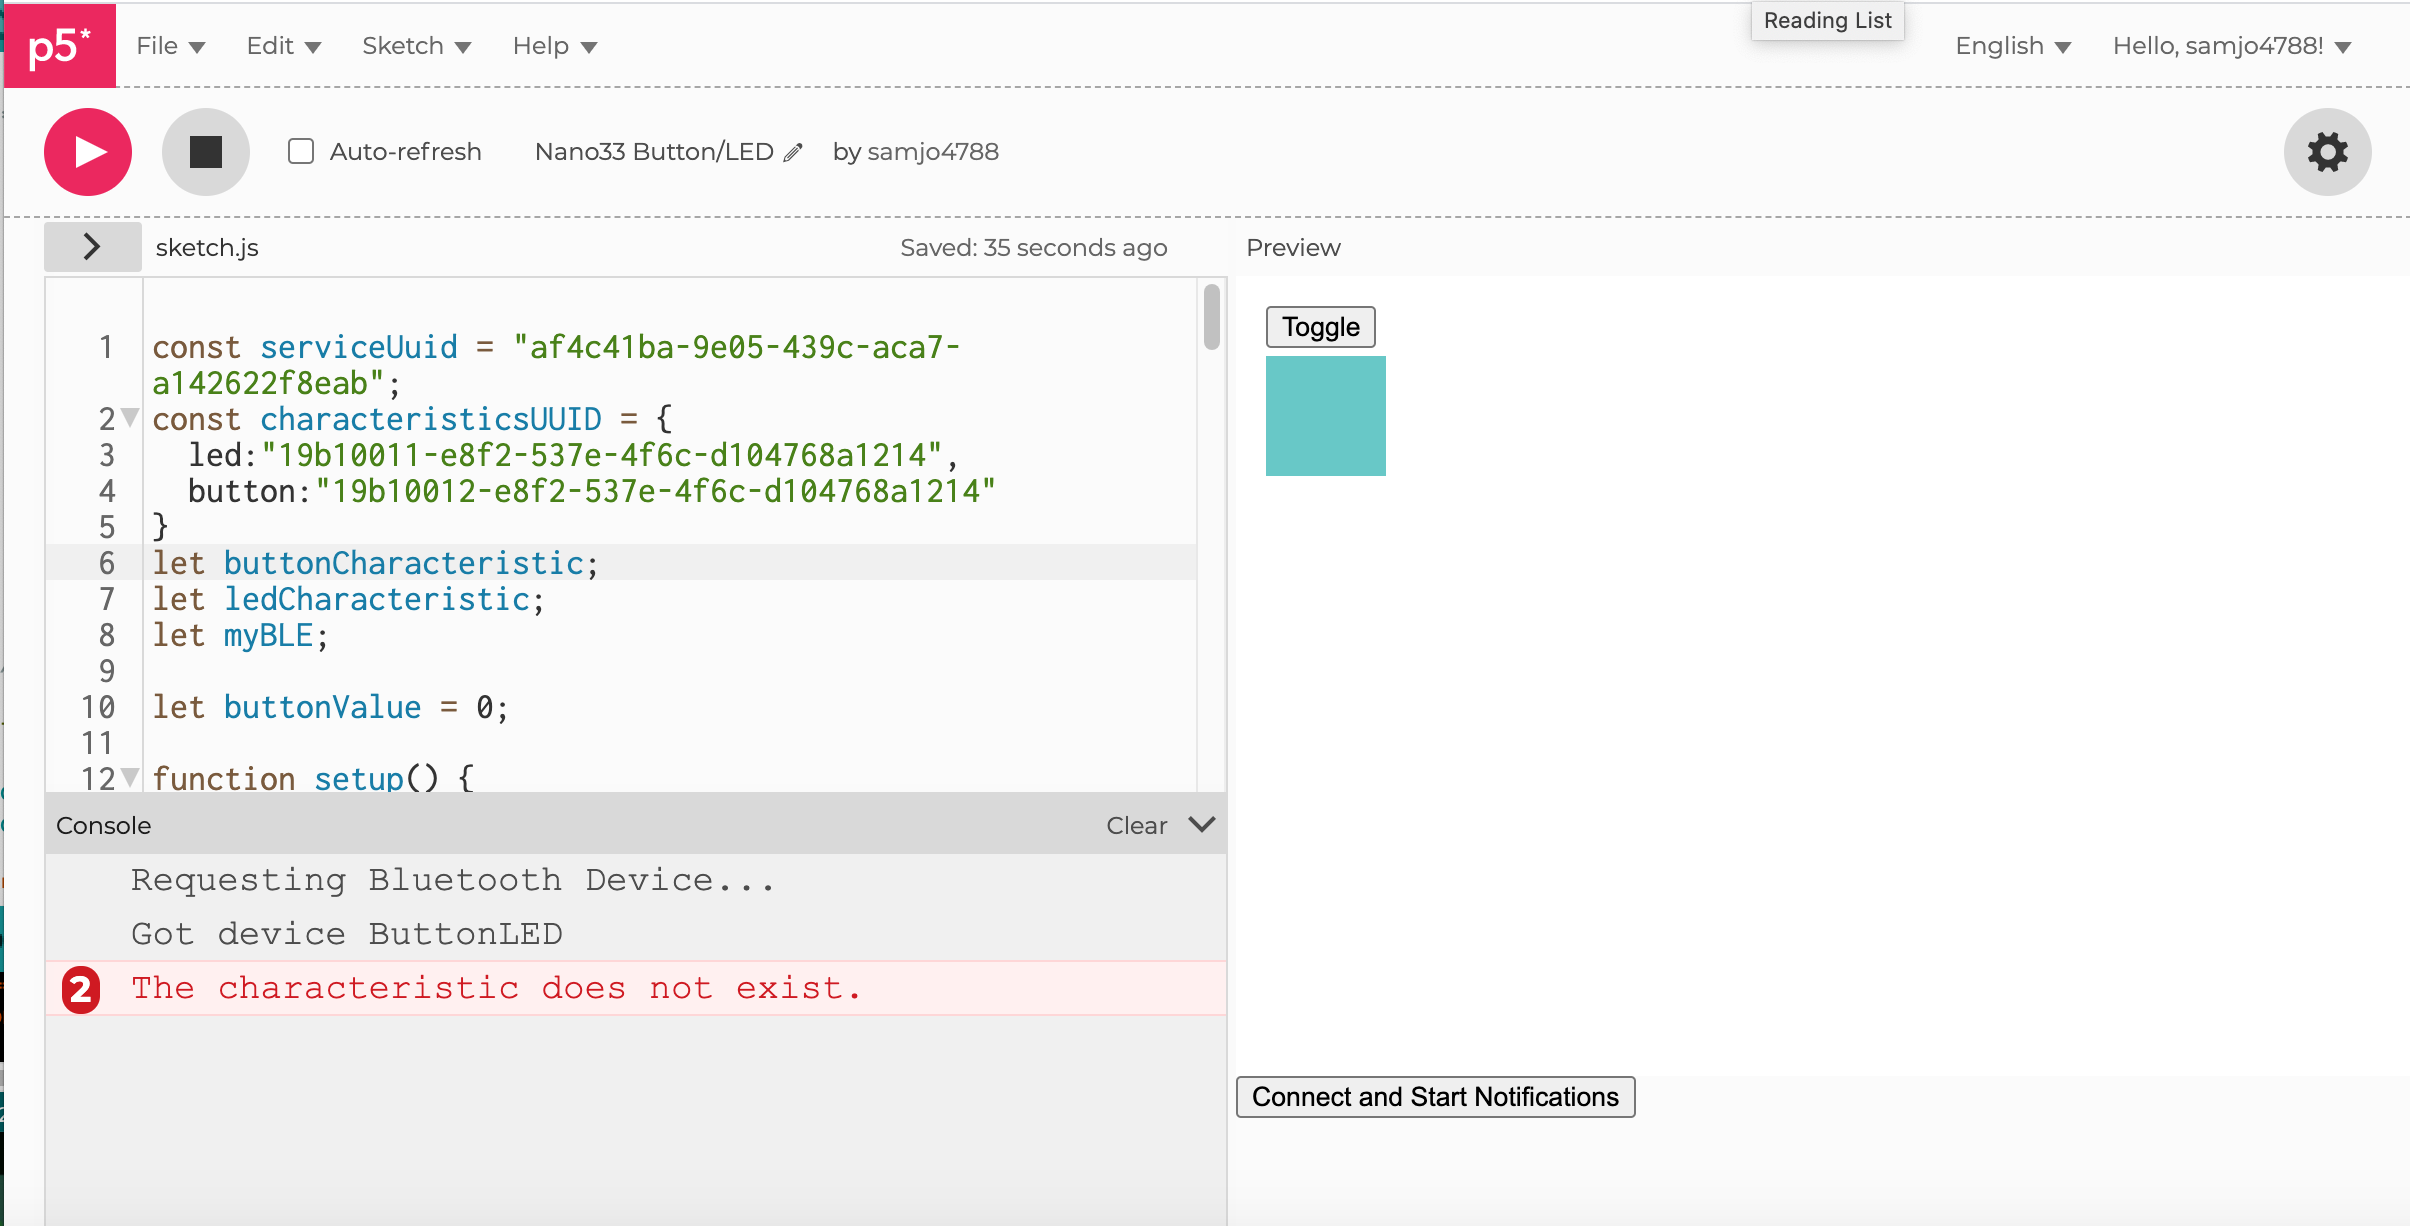 Reading List
p5*
File Edit Sketch Help English Hello, samjo4788!
Auto-refresh Nano33 Button/LED by samjo4788
sketch.js Saved: 35 seconds ago Preview
Toggle
1 const serviceUuid = "af4c41ba-9e05-439c-aca7-
a142622f8eab";
2 const characteristicsUUID = {
3 led:"19b10011-e8f2-537e-4f6c-d104768a1214",
4 button:"19b10012-e8f2-537e-4f6c-d104768a1214"
5 }
6 let buttonCharacteristic;
7 let ledCharacteristic;
8 let myBLE;
9
10 let buttonValue = 0;
11
12 function setup() {
Console Clear
Requesting Bluetooth Device...
Got device ButtonLED
2 The characteristic does not exist.
Connect and Start Notifications